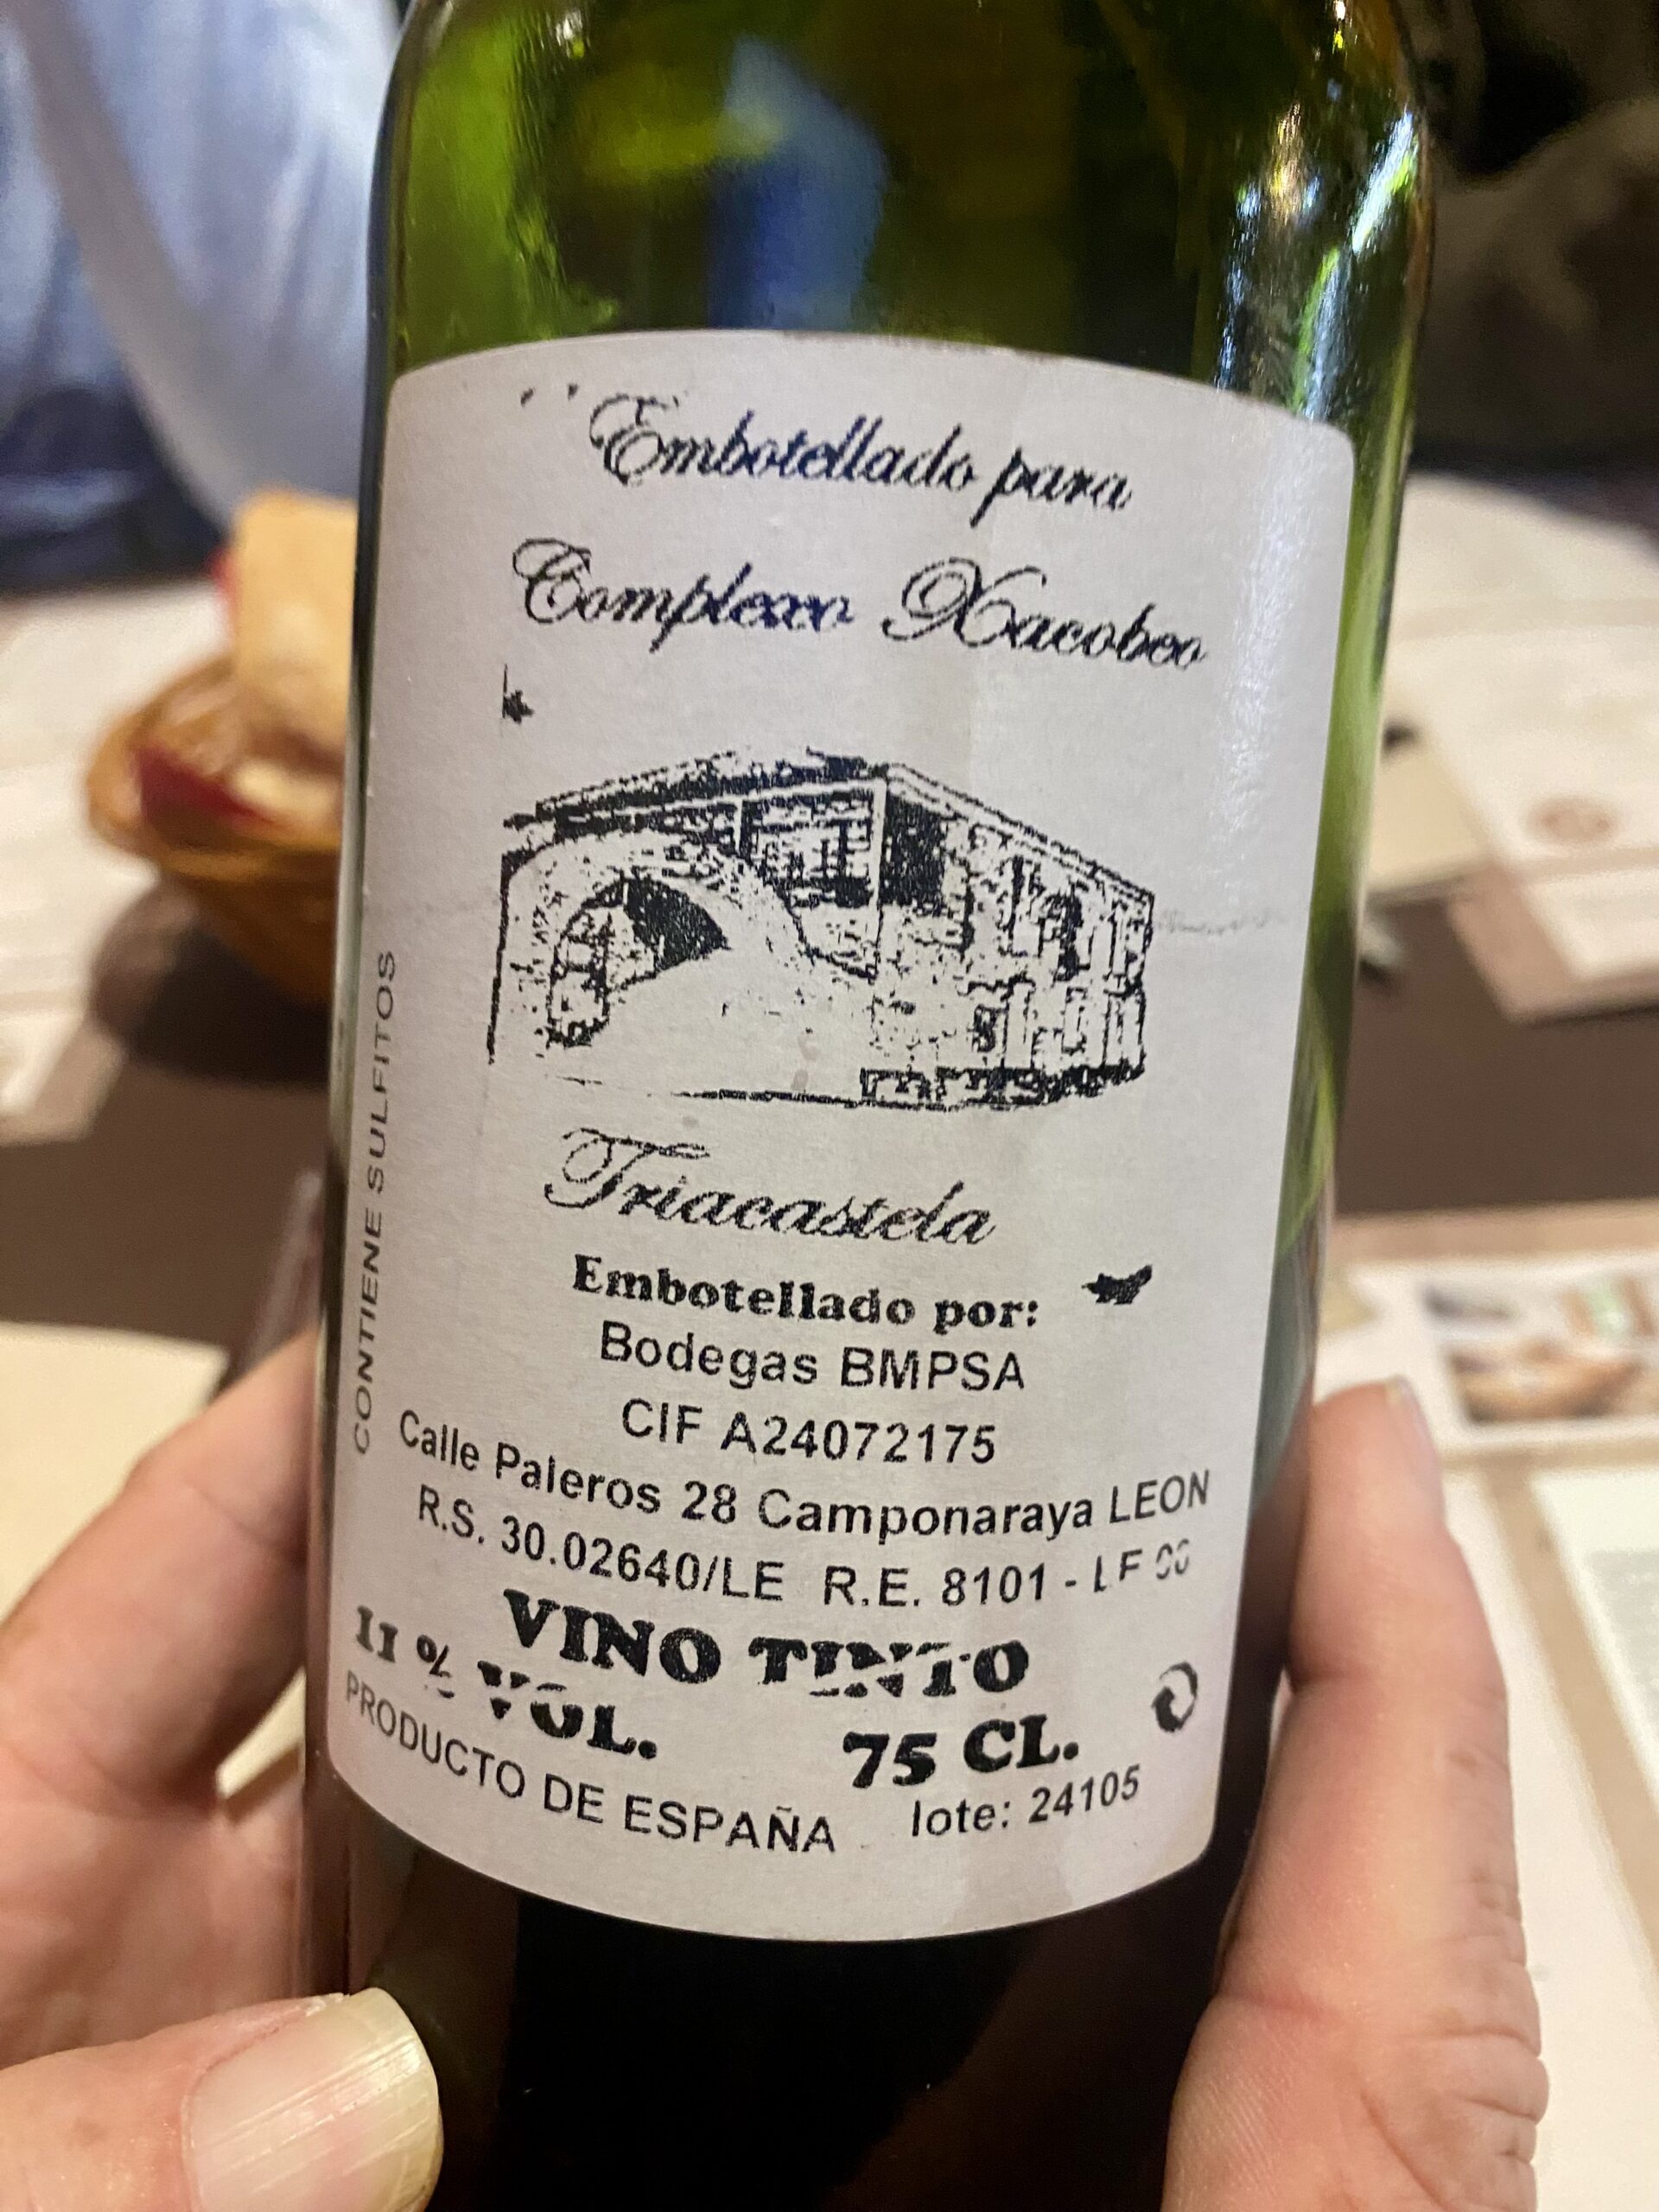 Embotellado para
Complexo Xacobeo
Triacastela
Embotellado por:
Bodegas BMPSA
CIF A24072175
Calle Paleros 28 Camponaraya LEON
R.S. 30.02640/LE R.E. 8101 -
VINO TINTO
11 % VOL.
75 CL.
PRODUCTO DE ESPAÑA
lote: 24105
CONTIENE SULFITOS